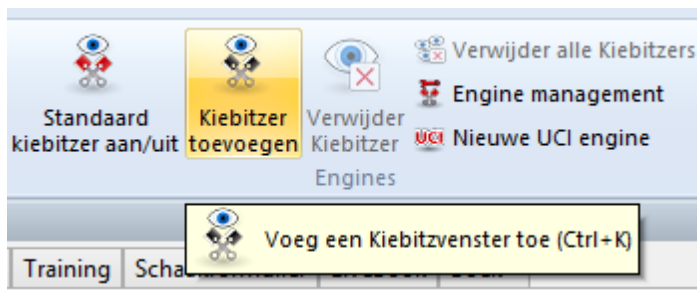 Standaard
kiebitzer aan/uit
Kiebitzer
toevoegen
Verwijder
Kiebitzer
Verwijder alle Kiebitzers
Engine management
UCI Nieuwe UCI engine
Engines
Voeg een Kiebitzvenster toe (Ctrl+K)
Training